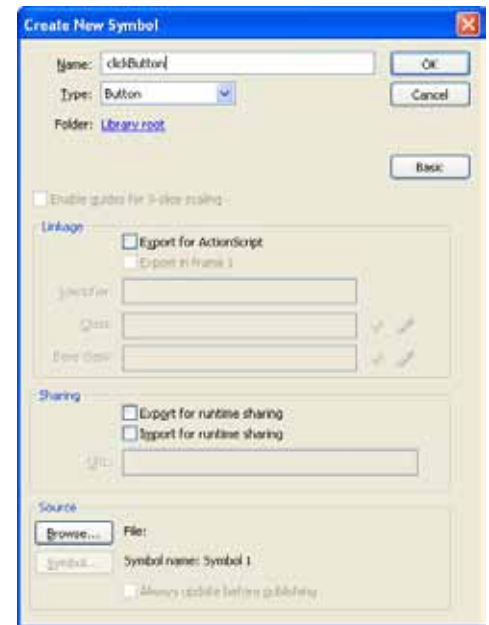 Create New Symbol
Name: clickButton
OK
Type: Button
Cancel
Folder: Library root
Basic
Enable guides for 9-slice scaling
Linkage
Export for ActionScript
Export in frame 1
Identifier:
Class:
Base class:
Sharing
Export for runtime sharing
Import for runtime sharing
URL:
Source
Browse... File:
Symbol... Symbol name: Symbol 1
Always update before publishing